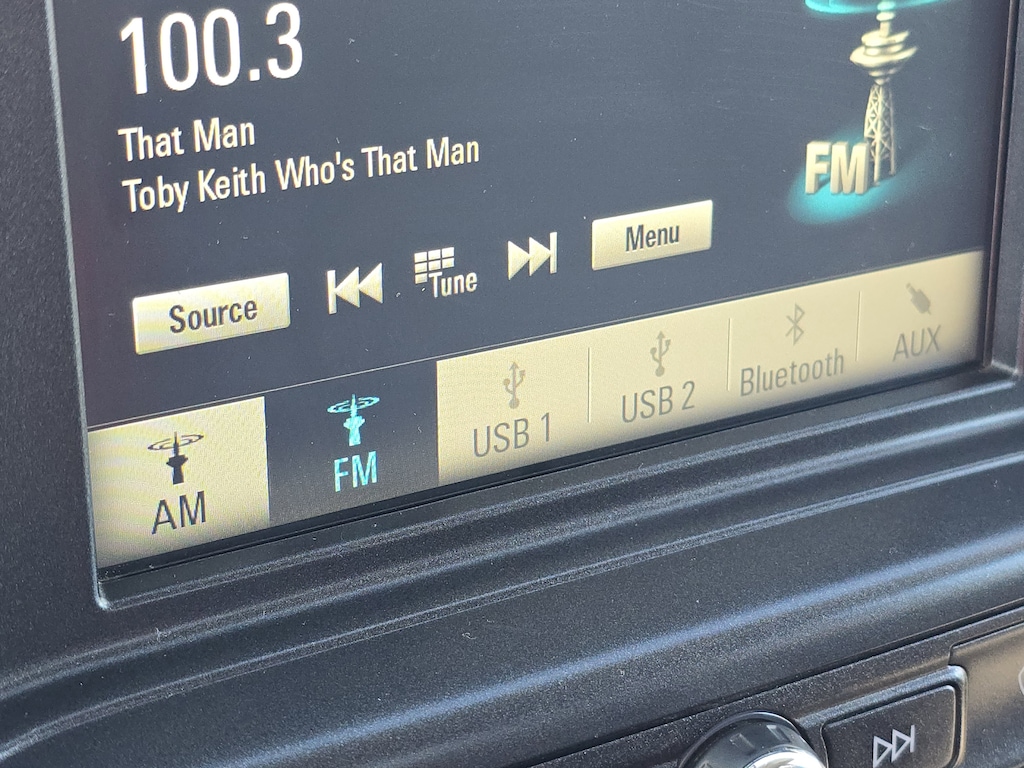 100.3
That Man
Toby Keith Who's That Man
FM
Source
Tune
Menu
AM
FM
USB 1
USB 2
Bluetooth
AUX